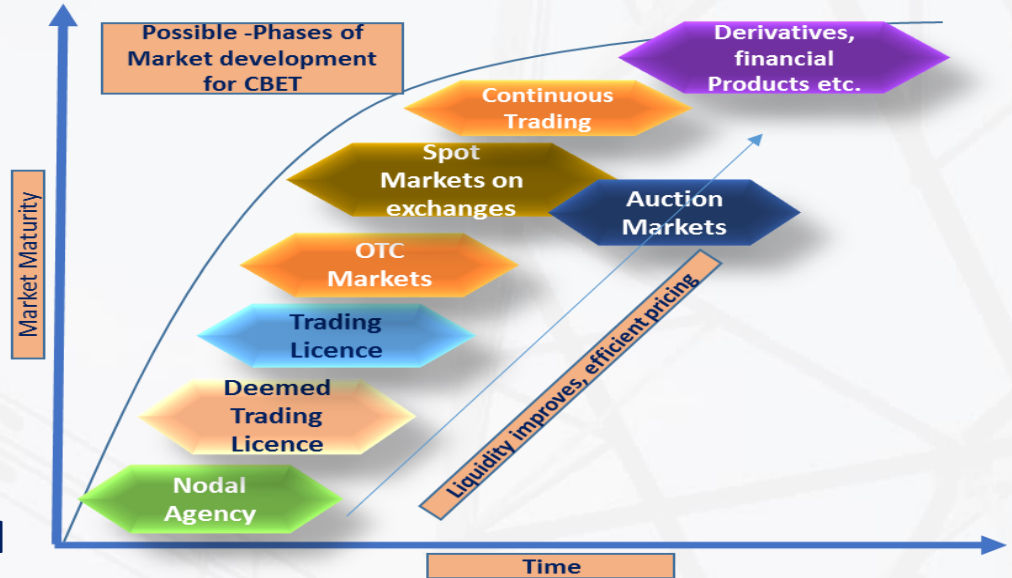 Possible -Phases of
Market development
for CBET
Derivatives,
financial
Products etc.
Continuous
Trading
Spot
Markets on
exchanges
Auction
Markets
OTC
Markets
Trading
Licence
Deemed
Trading
Licence
Nodal
Agency
Liquidity improves, efficient pricing
Market Maturity
Time